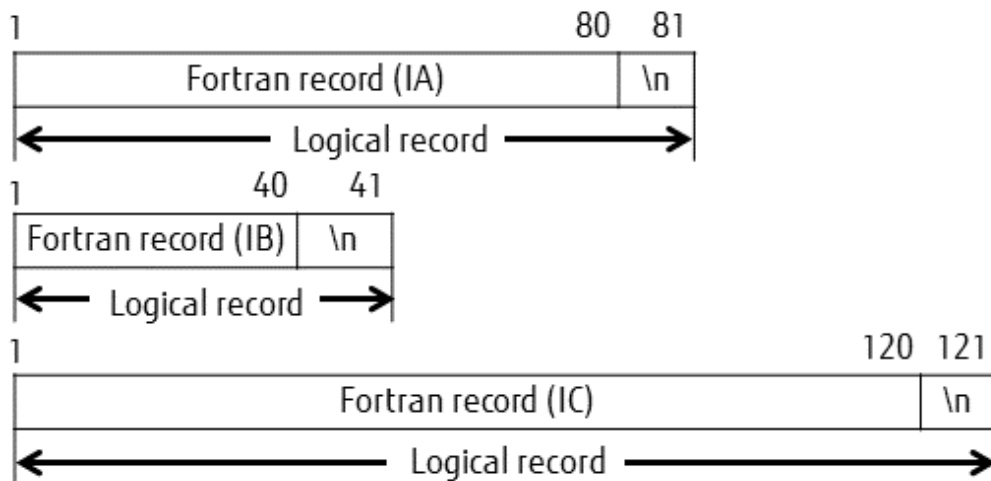 1 80 81
Fortran record (IA) \n
Logical record
1 40 41
Fortran record (IB) \n
Logical record
1 120 121
Fortran record (IC) \n
Logical record